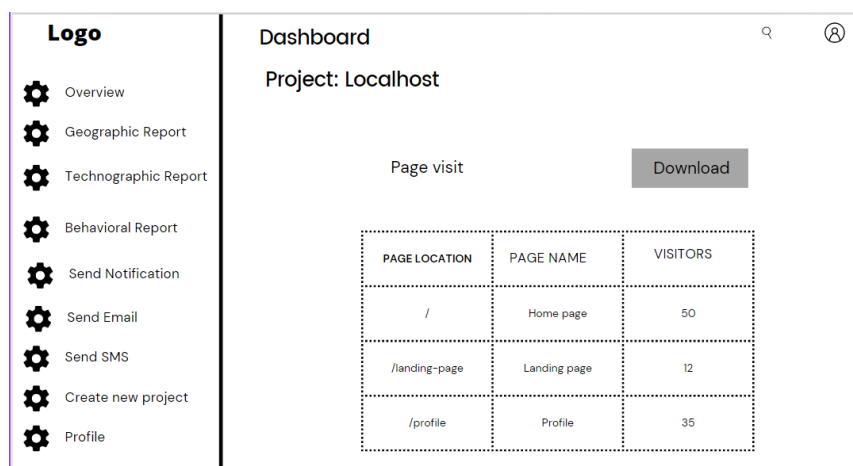 Logo
Overview
Geographic Report
Technographic Report
Behavioral Report
Send Notification
Send Email
Send SMS
Create new project
Profile
Dashboard
Project: Localhost
Page visit
Download
PAGE LOCATION PAGE NAME VISITORS
/ Home page 50
/landing-page Landing page 12
/profile Profile 35